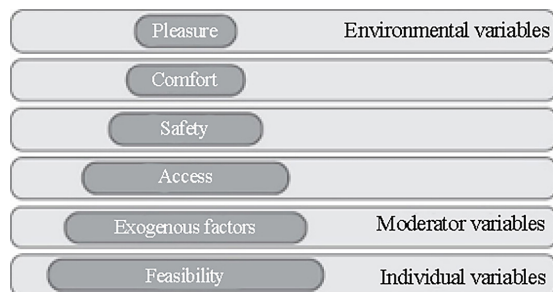 Pleasure Environmental variables
Comfort
Safety
Access
Exogenous factors Moderator variables
Feasibility Individual variables